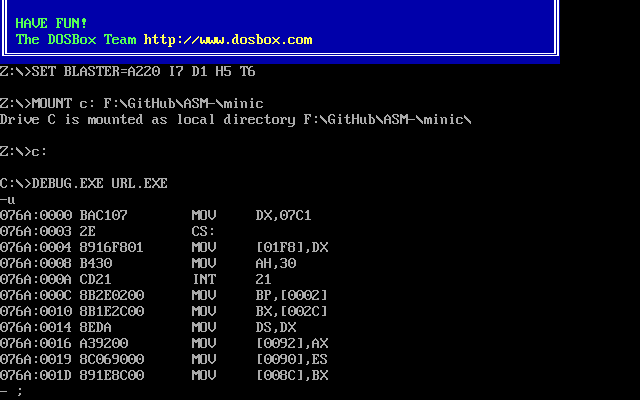 HAVE FUN!
The DOSBox Team http://www.dosbox.com
Z:\>SET BLASTER=A220 I7 D1 H5 T6
Z:\>MOUNT c: F:\GitHub\ASM-\minic
Drive C is mounted as local directory F:\GitHub\ASM-\minic\
Z:\>c:
C:\>DEBUG.EXE URL.EXE
-u
076A:0000 BAC107 MOV DX,07C1
076A:0003 2E CS:
076A:0004 8916F801 MOV [01F8],DX
076A:0008 B430 MOV AH,30
076A:000A CD21 INT 21
076A:000C 8B2E0200 MOV BP,[0002]
076A:0010 8B1E2C00 MOV BX,[002C]
076A:0014 8EDA MOV DS,DX
076A:0016 A39200 MOV [0092],AX
076A:0019 8C069000 MOV [0090],ES
076A:001D 891E8C00 MOV [008C],BX
- ;